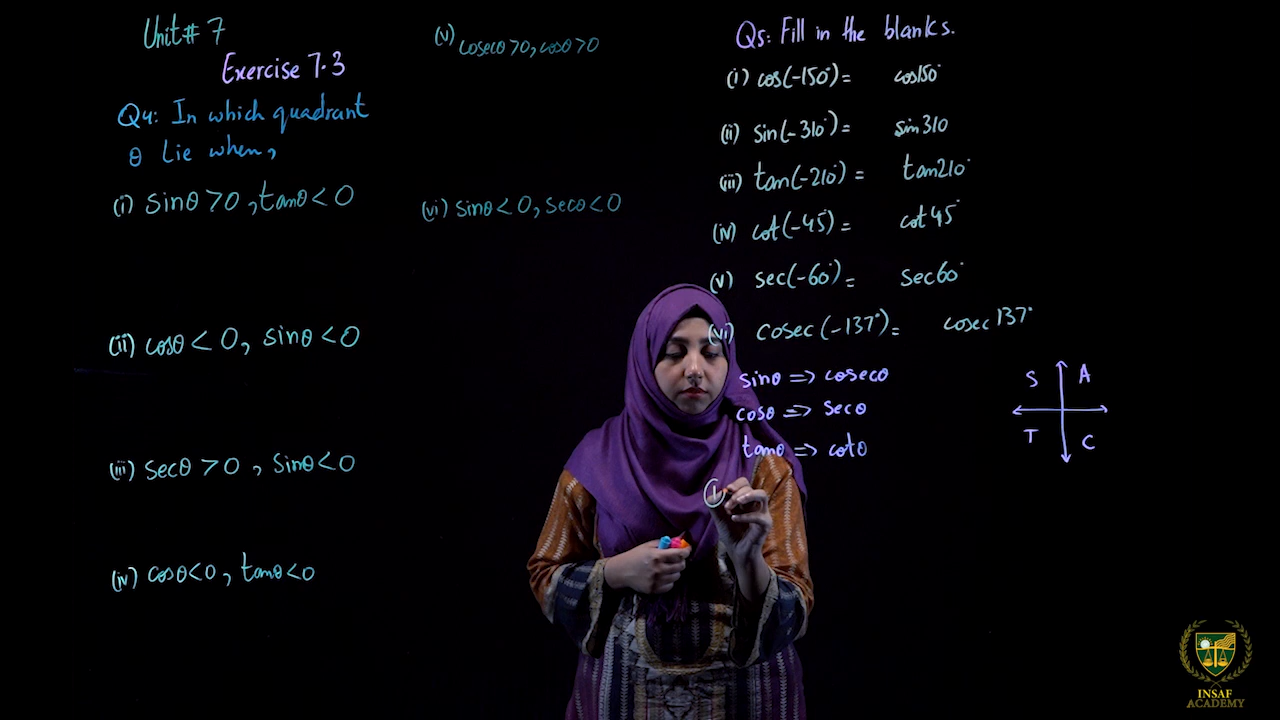 Unit# 7
Exercise 7.3
Q4: In which quadrant
θ Lie when,
(i) sinθ >0 , tanθ < 0
(ii) cosθ < 0, sinθ < 0
(iii) secθ > 0 , sinθ < 0
(iv) cosθ<0 , tanθ<0
(v) cosecθ >0, cosθ >0
(vi) sinθ < 0, secθ < 0
Q5: Fill in the blanks.
(i) cos(-150°)= cos150°
(ii) sin(-310°)= sin310
(iii) tan(-210°) = tan210°
(iv) cot(-45°) = cot45°
(v) sec(-60°) = sec60°
(vi) cosec(-137°)= cosec137°
sinθ => cosecθ
cosθ => secθ
tanθ => cotθ
S A
T C
①
INSAF
ACADEMY